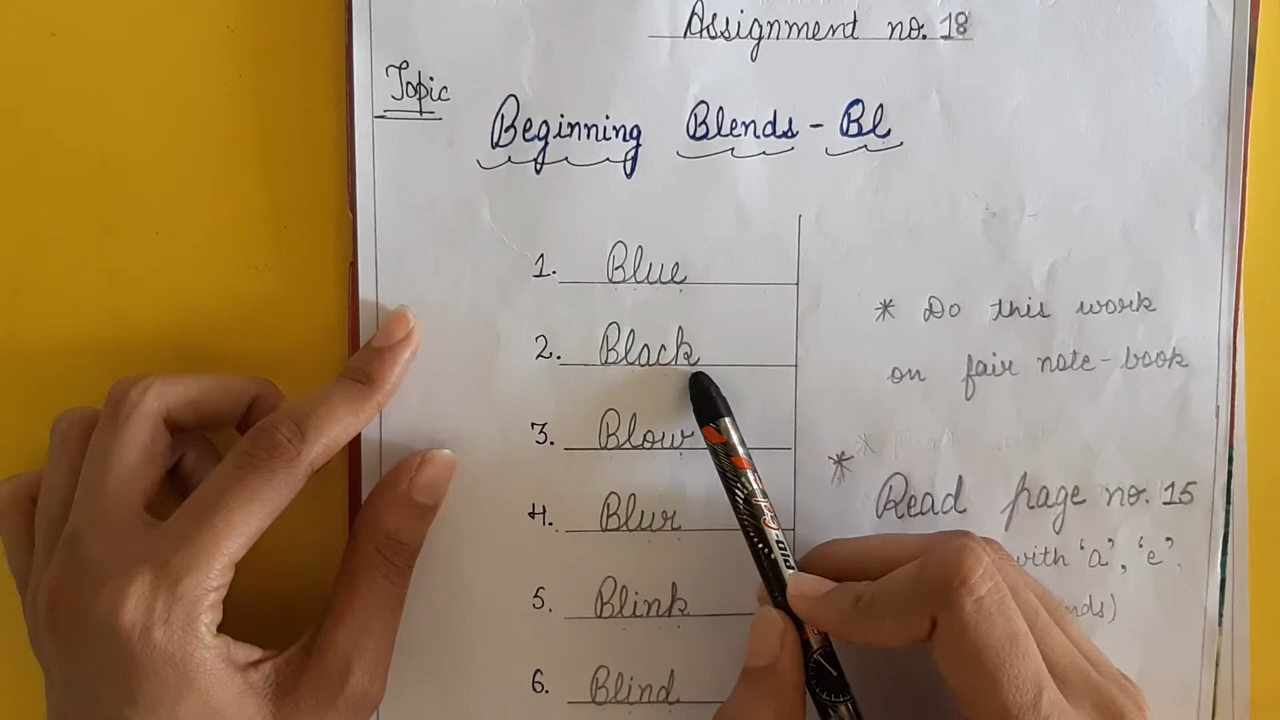 Assignment no. 18
Topic
Beginning Blends - Bl
1. Blue
2. Black
3. Blow
4. Blur
5. Blink
6. Blind
* Do this work
on fair note-book
* Read page no. 15
with 'a', 'e'.